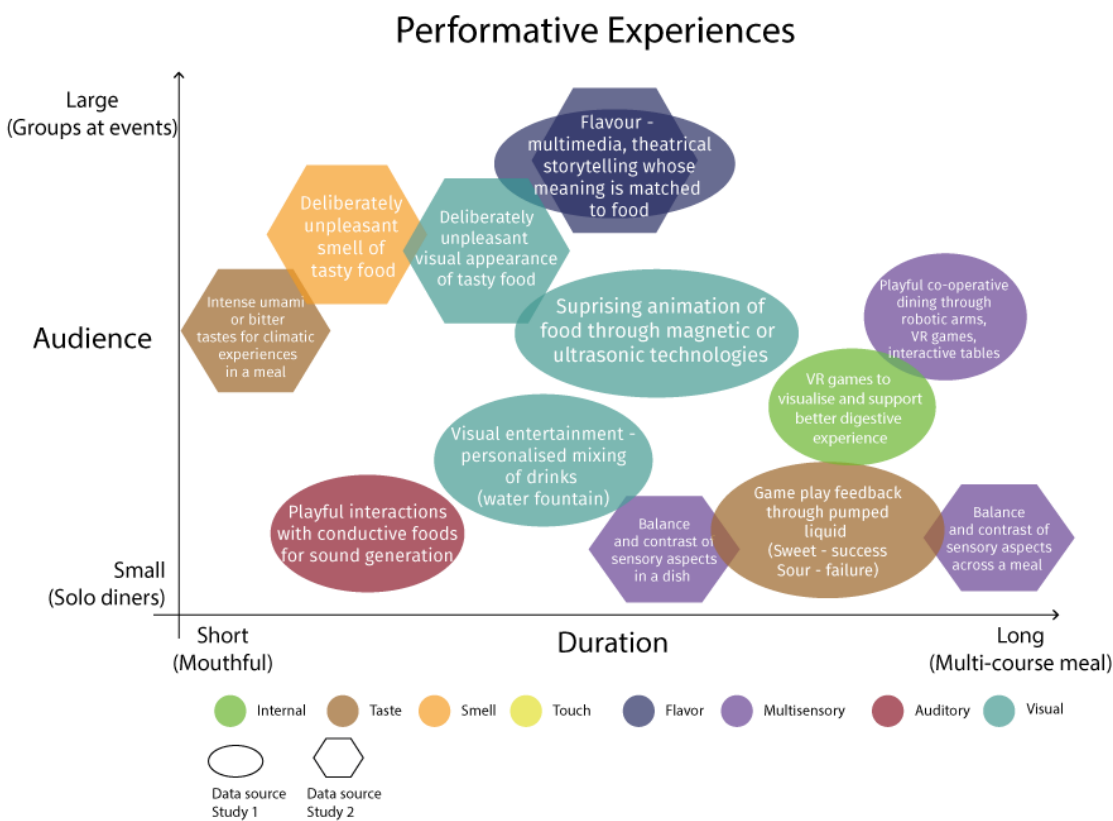 Performative Experiences
Large
(Groups at events)
Audience
Small
(Solo diners)
Flavour -
multimedia, theatrical
storytelling whose
meaning is matched
to food
Deliberately
unpleasant
smell of
tasty food
Deliberately
unpleasant
visual appearance
of tasty food
Intense umami
or bitter
tastes for climatic
experiences
in a meal
Suprising animation of
food through magnetic or
ultrasonic technologies
Playful co-operative
dining through
robotic arms,
VR games,
interactive tables
VR games to
visualise and support
better digestive
experience
Visual entertainment -
personalised mixing
of drinks
(water fountain)
Playful interactions
with conductive foods
for sound generation
Balance
and contrast of
sensory aspects
in a dish
Game play feedback
through pumped
liquid
(Sweet - success
Sour - failure)
Balance
and contrast of
sensory aspects
across a meal
Short
(Mouthful)
Duration
Long
(Multi-course meal)
Internal
Taste
Smell
Touch
Flavor
Multisensory
Auditory
Visual
Data source
Study 1
Data source
Study 2